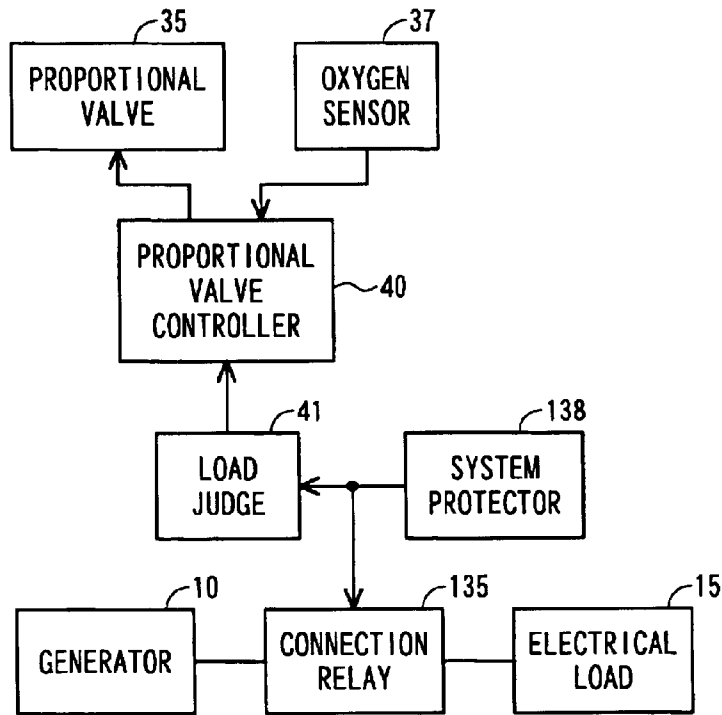 35
37
PROPORTIONAL
VALVE
OXYGEN
SENSOR
PROPORTIONAL
VALVE
CONTROLLER
40
41
138
LOAD
JUDGE
SYSTEM
PROTECTOR
10
135
15
GENERATOR
CONNECTION
RELAY
ELECTRICAL
LOAD